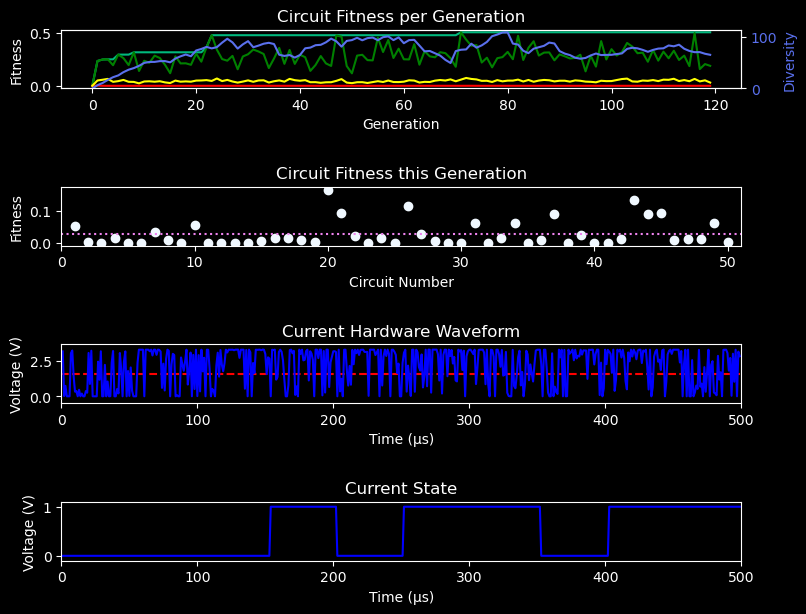 Circuit Fitness per Generation
0.5
0.0
Fitness
100
0
Diversity
0 20 40 60 80 100 120
Generation
Circuit Fitness this Generation
0.1
0.0
Fitness
0 10 20 30 40 50
Circuit Number
Current Hardware Waveform
2.5
0.0
Voltage (V)
0 100 200 300 400 500
Time (µs)
Current State
1
0
Voltage (V)
0 100 200 300 400 500
Time (µs)